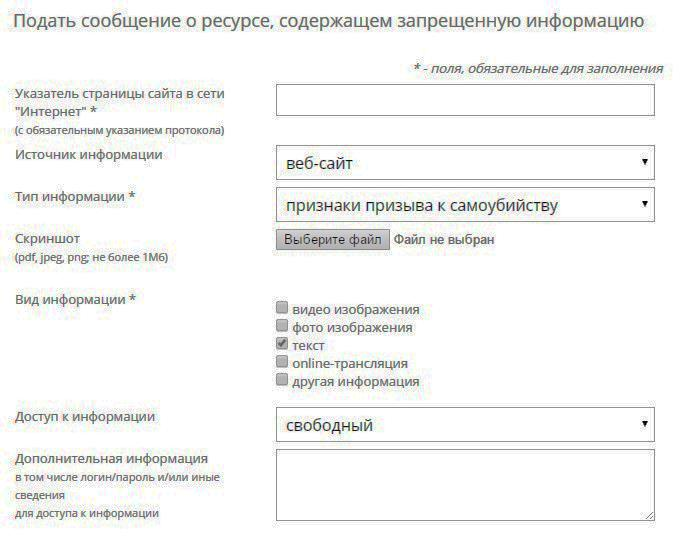 Подать сообщение о ресурсе, содержащем запрещенную информацию
* - поля, обязательные для заполнения
Указатель страницы сайта в сети
"Интернет" *
(с обязательным указанием протокола)
Источник информации
веб-сайт
Тип информации *
признаки призыва к самоубийству
Скриншот
(pdf, jpeg, png; не более 1Мб)
Выберите файл Файл не выбран
Вид информации *
видео изображения
фото изображения
текст
online-трансляция
другая информация
Доступ к информации
свободный
Дополнительная информация
в том числе логин/пароль и/или иные
сведения
для доступа к информации